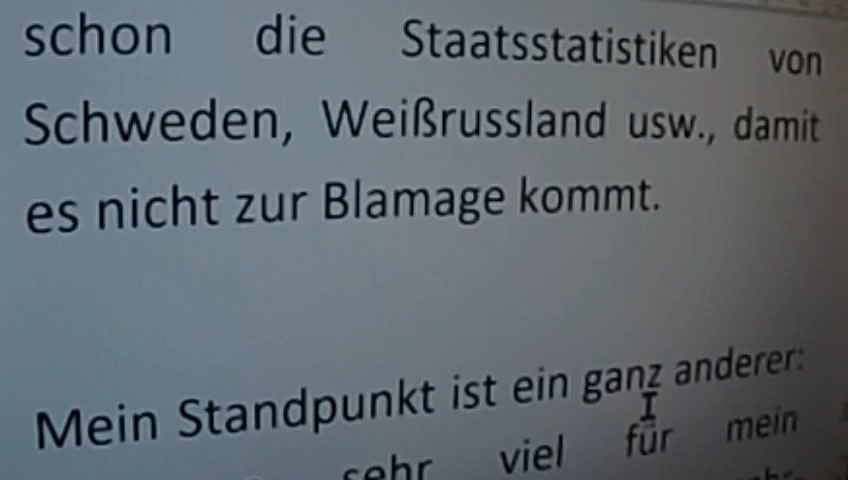 schon die Staatsstatistiken von
Schweden, Weißrussland usw., damit
es nicht zur Blamage kommt.
Mein Standpunkt ist ein ganz anderer:
sehr viel für mein